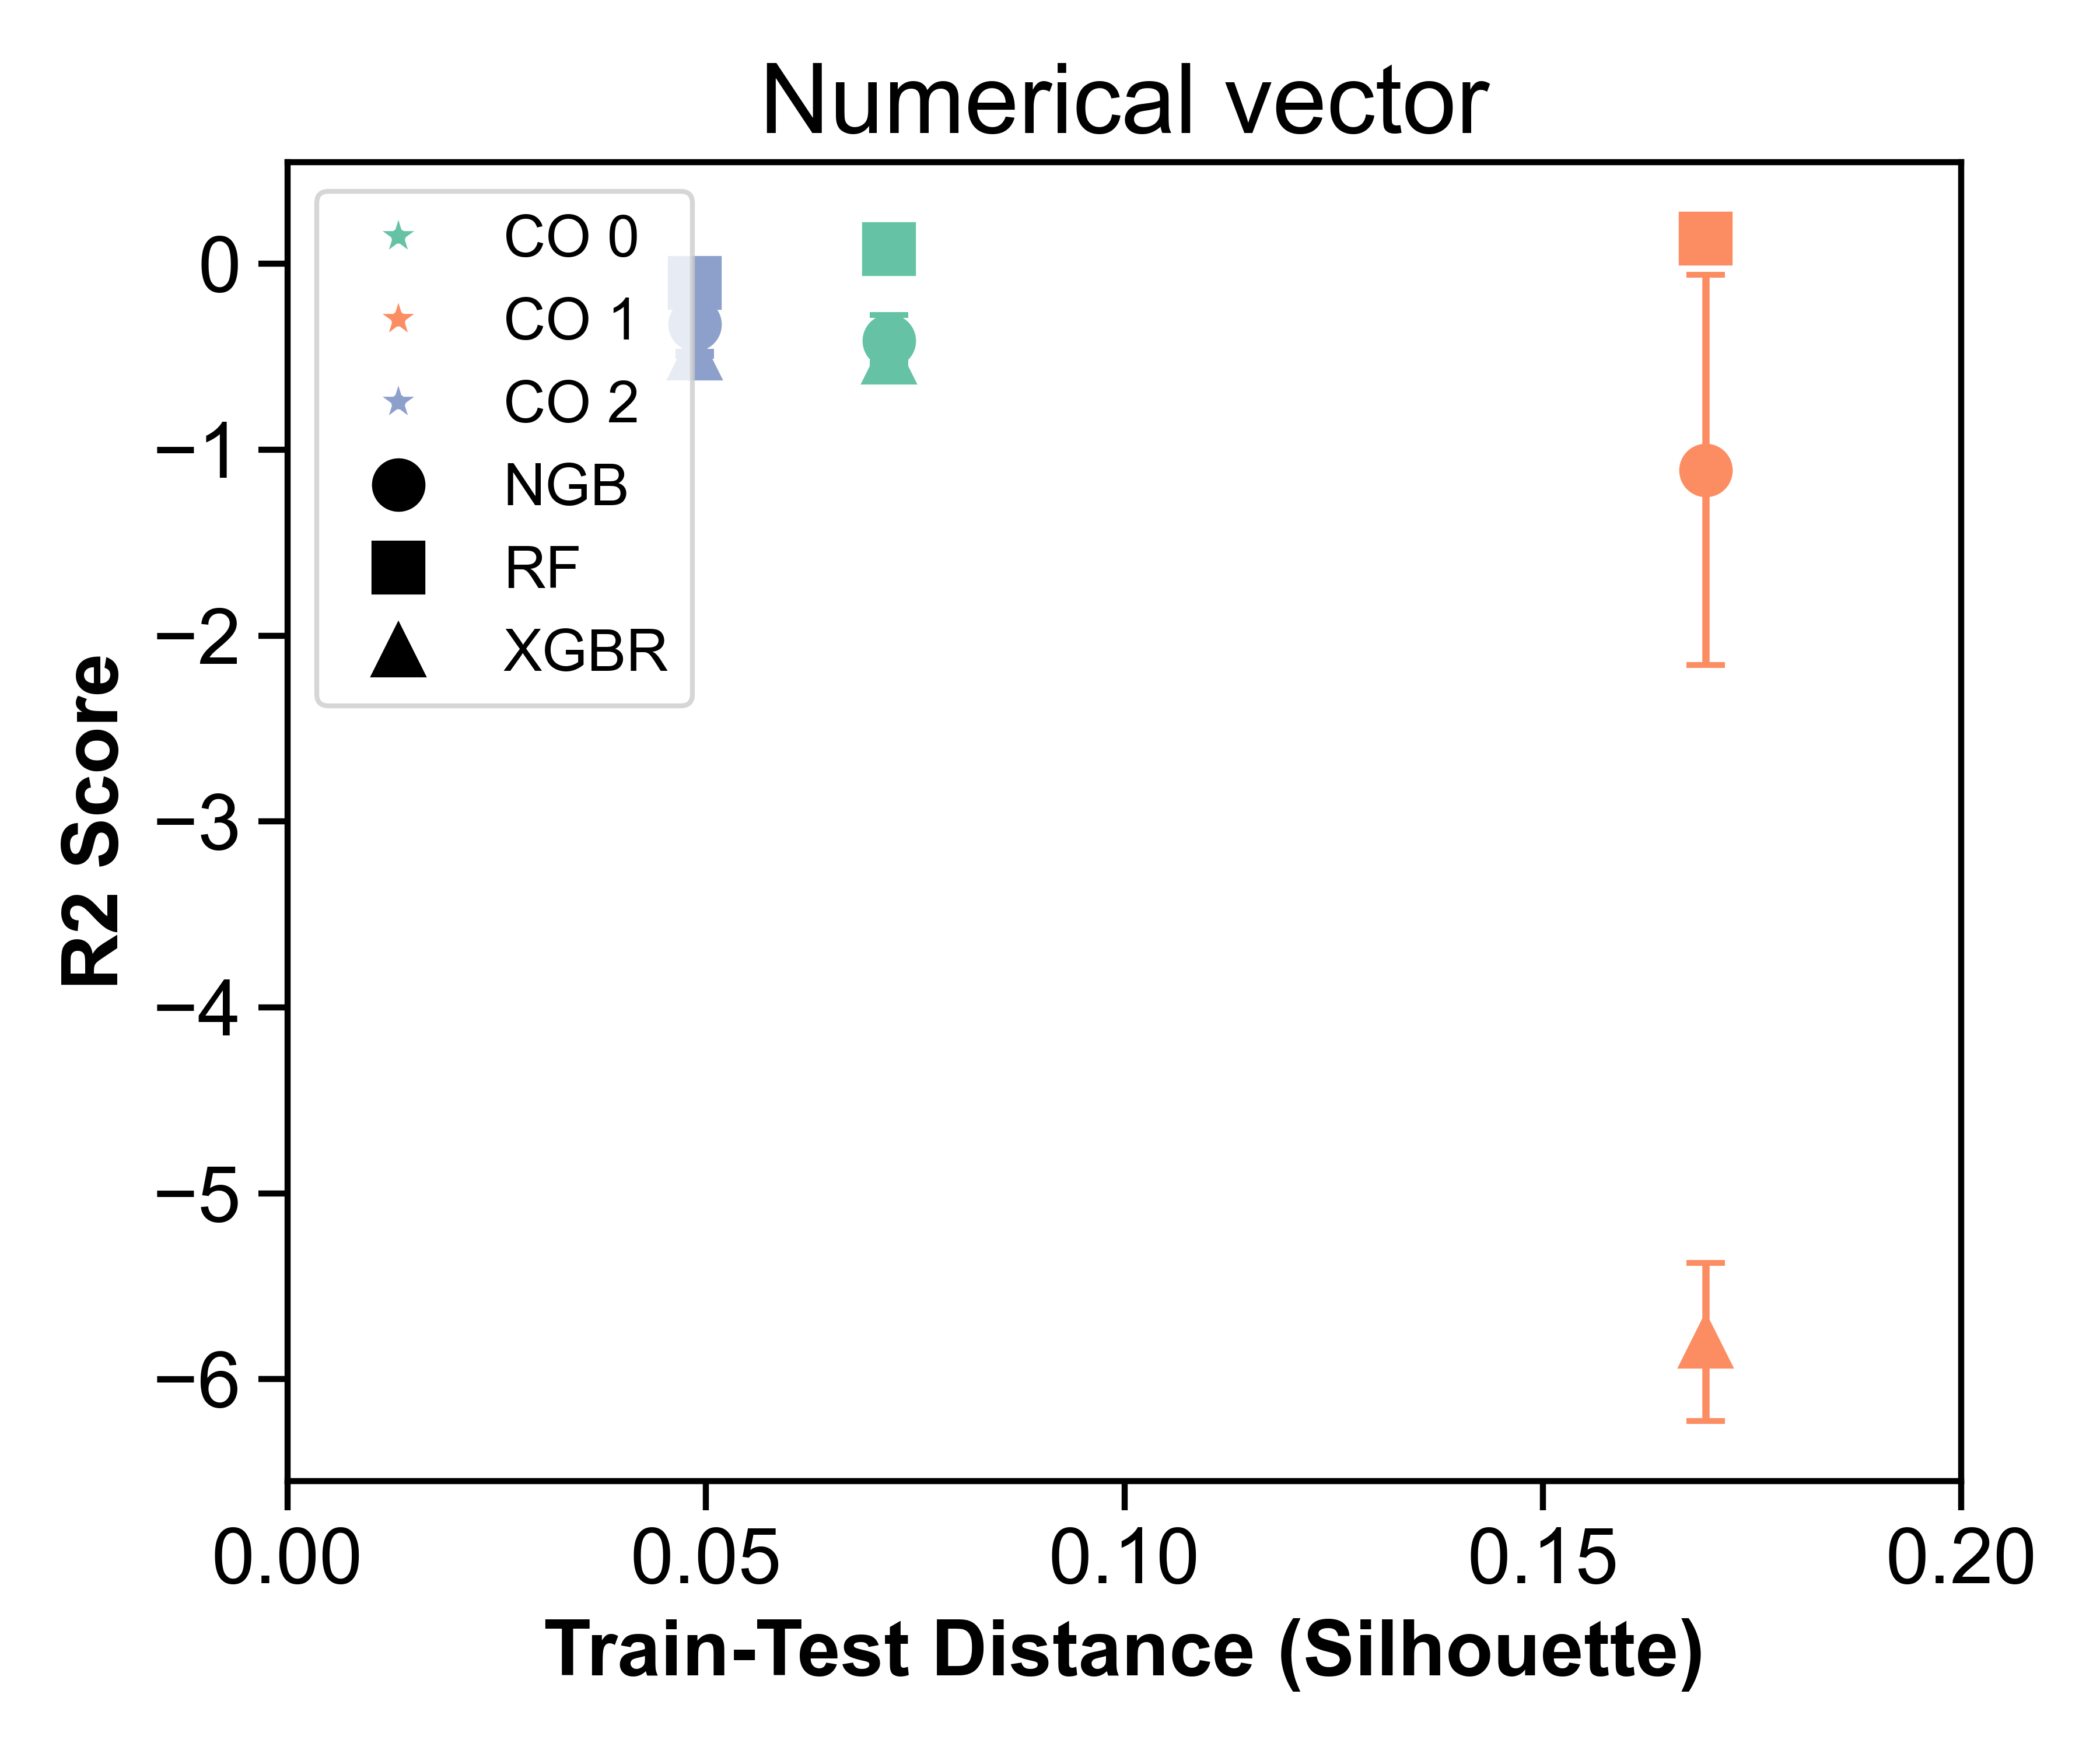 Numerical vector
CO 0
CO 1
CO 2
NGB
RF
XGBR
0
−1
−2
−3
−4
−5
−6
R2 Score
0.00 0.05 0.10 0.15 0.20
Train-Test Distance (Silhouette)